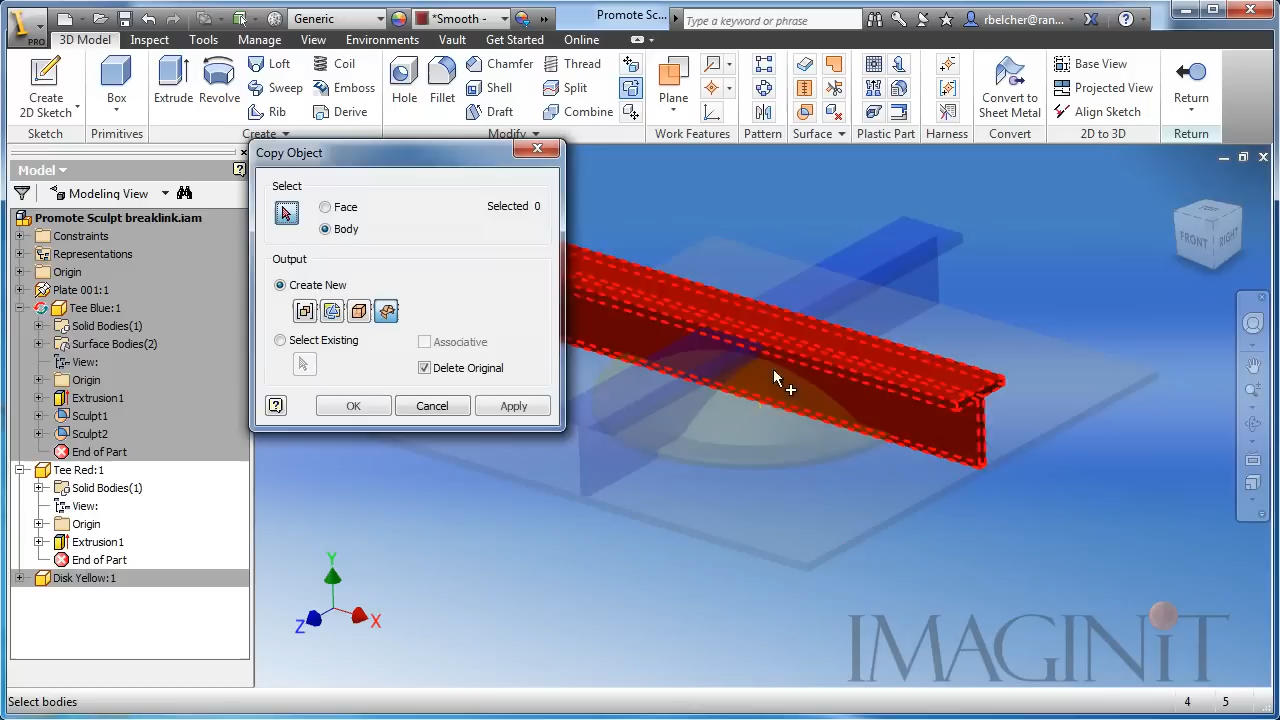 PRO
Generic
*Smooth -
Promote Sc...
Type a keyword or phrase
rbelcher@ran...
3D Model Inspect Tools Manage View Environments Vault Get Started Online
Create
2D Sketch
Box
Extrude
Revolve
Loft
Sweep
Rib
Coil
Emboss
Derive
Hole
Fillet
Chamfer
Shell
Draft
Thread
Split
Combine
Plane
Convert to
Sheet Metal
Base View
Projected View
Align Sketch
Return
Sketch Primitives Create Modify Work Features Pattern Surface Plastic Part Harness Convert 2D to 3D Return
Model
Modeling View
Promote Sculpt breaklink.iam
Constraints
Representations
Origin
Plate 001:1
Tee Blue:1
Solid Bodies(1)
Surface Bodies(2)
View:
Origin
Extrusion1
Sculpt1
Sculpt2
End of Part
Tee Red:1
Solid Bodies(1)
View:
Origin
Extrusion1
End of Part
Disk Yellow:1
Copy Object
Select
Face
Body
Selected 0
Output
Create New
Select Existing
Associative
Delete Original
OK Cancel Apply
FRONT
RIGHT
Y
Z
X
IMAGINiT
Select bodies
4 5